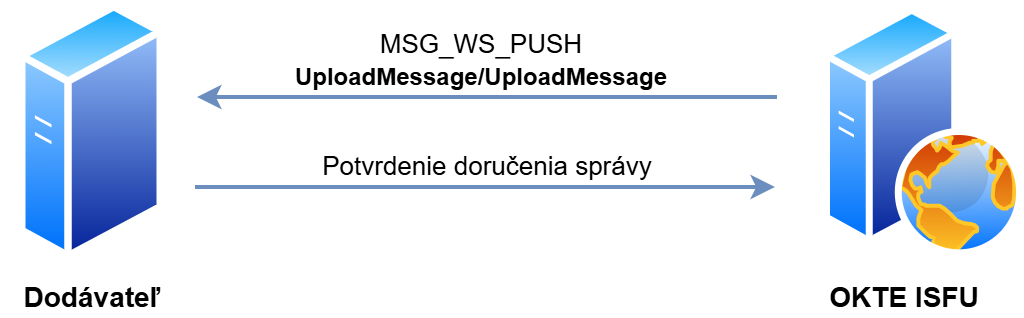 MSG_WS_PUSH
UploadMessage/UploadMessage
Potvrdenie doručenia správy
Dodávateľ
OKTE ISFU